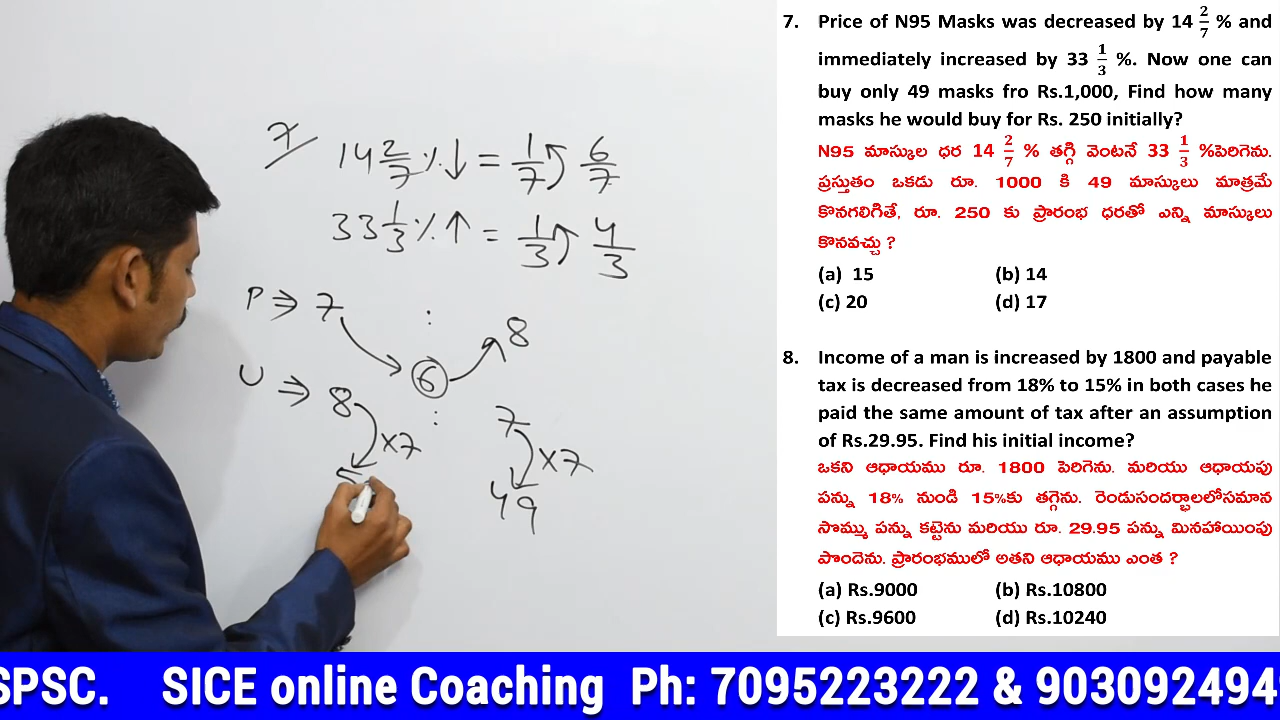 7
14 2/7 % ↓ = 1/7 6/7
33 1/3 % ↑ = 1/3 4/3
P ⇒ 7 : 8
6
U ⇒ 8 : 7
×7 ×7
49
7. Price of N95 Masks was decreased by 14 2/7 % and
immediately increased by 33 1/3 %. Now one can
buy only 49 masks fro Rs.1,000, Find how many
masks he would buy for Rs. 250 initially?
N95 మాస్కుల ధర 14 2/7 % తగ్గి వెంటనే 33 1/3 %పెరిగెను.
ప్రస్తుతం ఒకడు రూ. 1000 కి 49 మాస్కులు మాత్రమే
కొనగలిగితే, రూ. 250 కు ప్రారంభ ధరతో ఎన్ని మాస్కులు
కొనవచ్చు ?
(a) 15 (b) 14
(c) 20 (d) 17
8. Income of a man is increased by 1800 and payable
tax is decreased from 18% to 15% in both cases he
paid the same amount of tax after an assumption
of Rs.29.95. Find his initial income?
ఒకని ఆధాయము రూ. 1800 పెరిగెను. మరియు ఆధాయపు
పన్ను 18% నుండి 15%కు తగ్గెను. రెండుసందర్భాలలోసమాన
సొమ్ము పన్ను కట్టెను మరియు రూ. 29.95 పన్ను మినహాయింపు
పొందెను. ప్రారంభములో అతని ఆధాయము ఎంత ?
(a) Rs.9000 (b) Rs.10800
(c) Rs.9600 (d) Rs.10240
SPSC. SICE online Coaching Ph: 7095223222 & 903092494